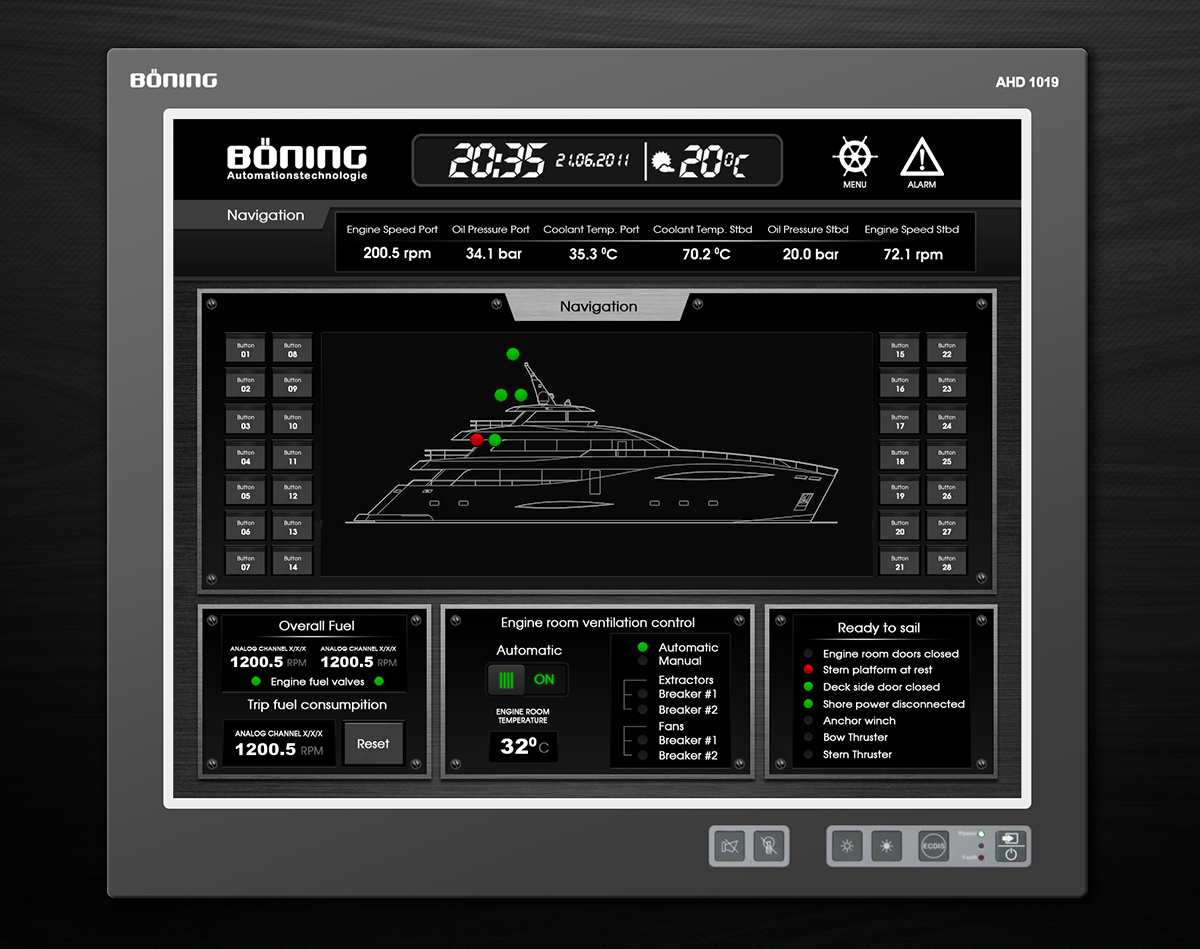 BÖNING
AHD 1019
BÖNING
Automationstechnologie
20:35 21.06.2011 20°C
MENU
ALARM
Navigation
Engine Speed Port Oil Pressure Port Coolant Temp. Port Coolant Temp. Stbd Oil Pressure Stbd Engine Speed Stbd
200.5 rpm 34.1 bar 35.3 °C 70.2 °C 20.0 bar 72.1 rpm
Navigation
Button 01
Button 08
Button 02
Button 09
Button 03
Button 10
Button 04
Button 11
Button 05
Button 12
Button 06
Button 13
Button 07
Button 14
Button 15
Button 22
Button 16
Button 23
Button 17
Button 24
Button 18
Button 25
Button 19
Button 26
Button 20
Button 27
Button 21
Button 28
Overall Fuel
ANALOG CHANNEL X/X/X ANALOG CHANNEL X/X/X
1200.5 RPM 1200.5 RPM
Engine fuel valves
Trip fuel consumpition
ANALOG CHANNEL X/X/X
1200.5 RPM
Reset
Engine room ventilation control
Automatic
ON
ENGINE ROOM
TEMPERATURE
32°C
Automatic
Manual
Extractors
Breaker #1
Breaker #2
Fans
Breaker #1
Breaker #2
Ready to sail
Engine room doors closed
Stern platform at rest
Deck side door closed
Shore power disconnected
Anchor winch
Bow Thruster
Stern Thruster
ECDIS
Power
Fault